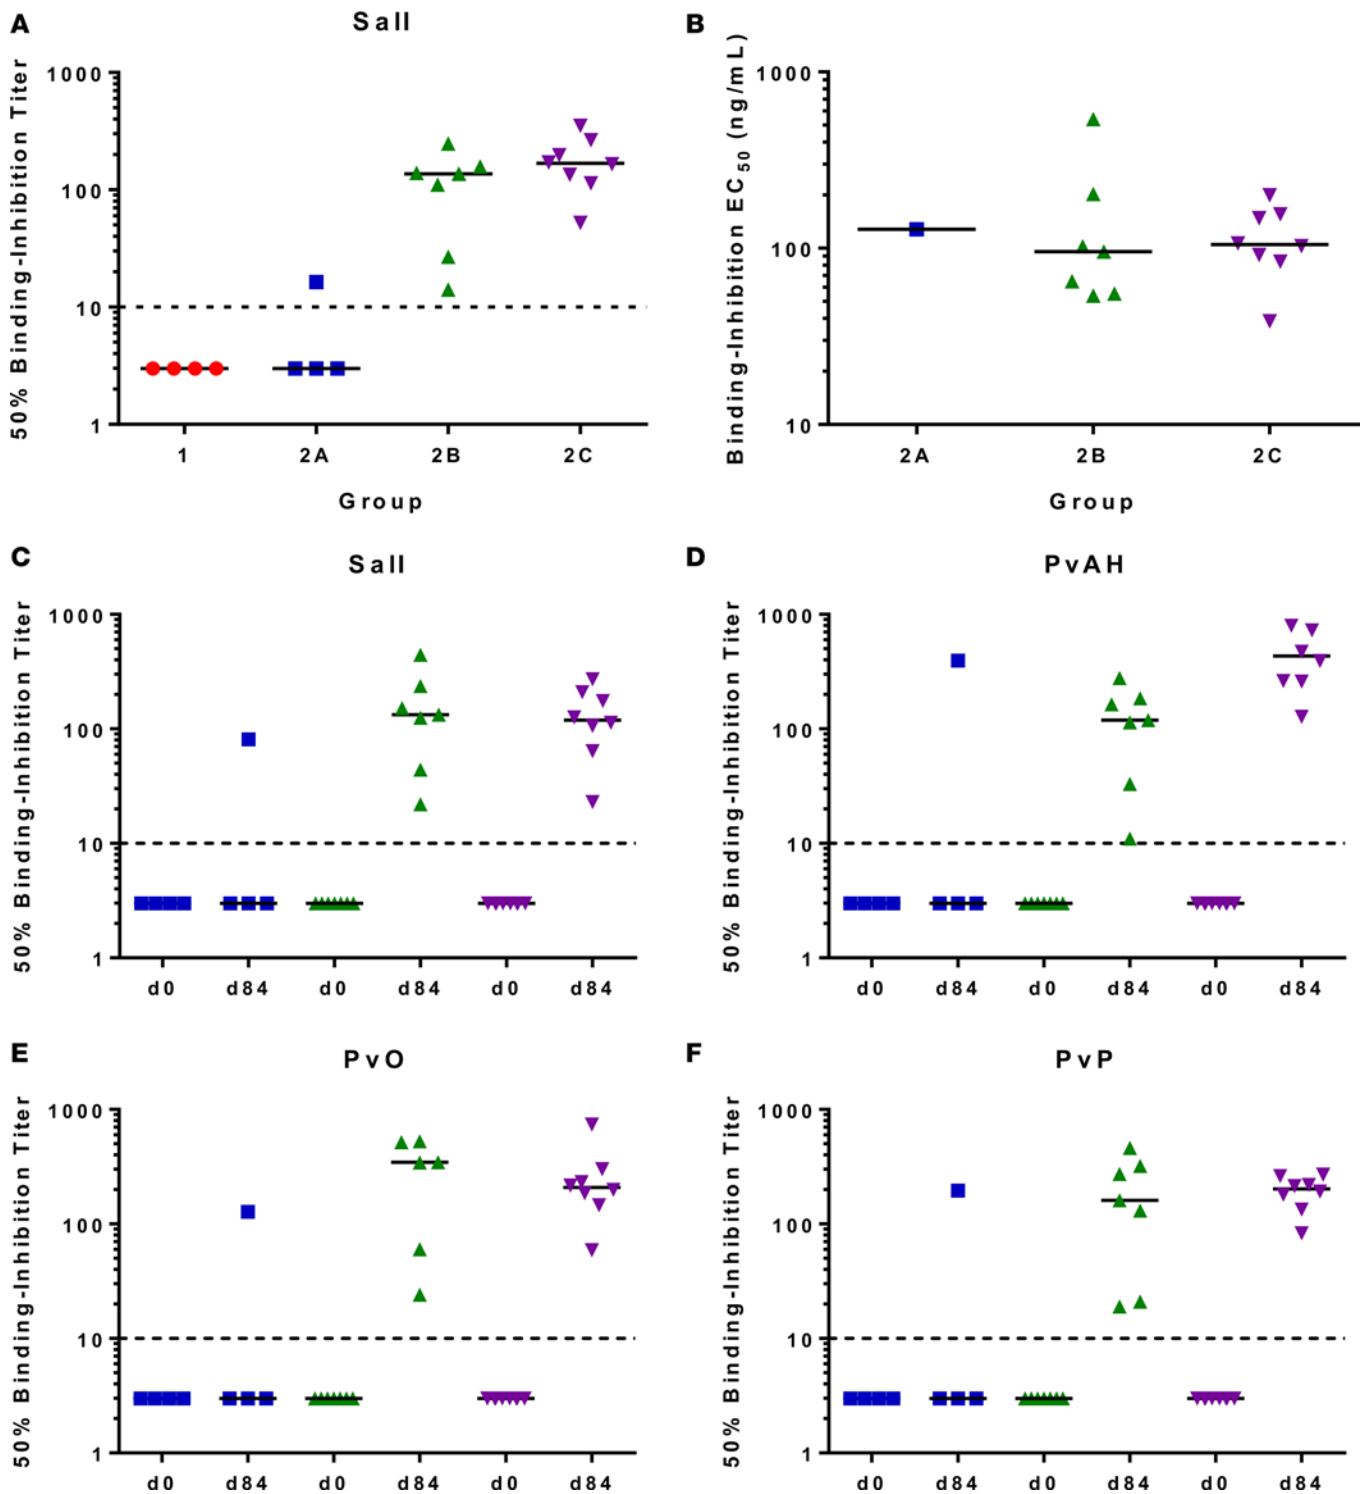 A
SalI
50% Binding-Inhibition Titer
1000
100
10
1
1 2A 2B 2C
Group
B
Binding-Inhibition EC50 (ng/mL)
1000
100
10
2A 2B 2C
Group
C
SalI
50% Binding-Inhibition Titer
1000
100
10
1
d0 d84 d0 d84 d0 d84
D
PvAH
50% Binding-Inhibition Titer
1000
100
10
1
d0 d84 d0 d84 d0 d84
E
PvO
50% Binding-Inhibition Titer
1000
100
10
1
d0 d84 d0 d84 d0 d84
F
PvP
50% Binding-Inhibition Titer
1000
100
10
1
d0 d84 d0 d84 d0 d84